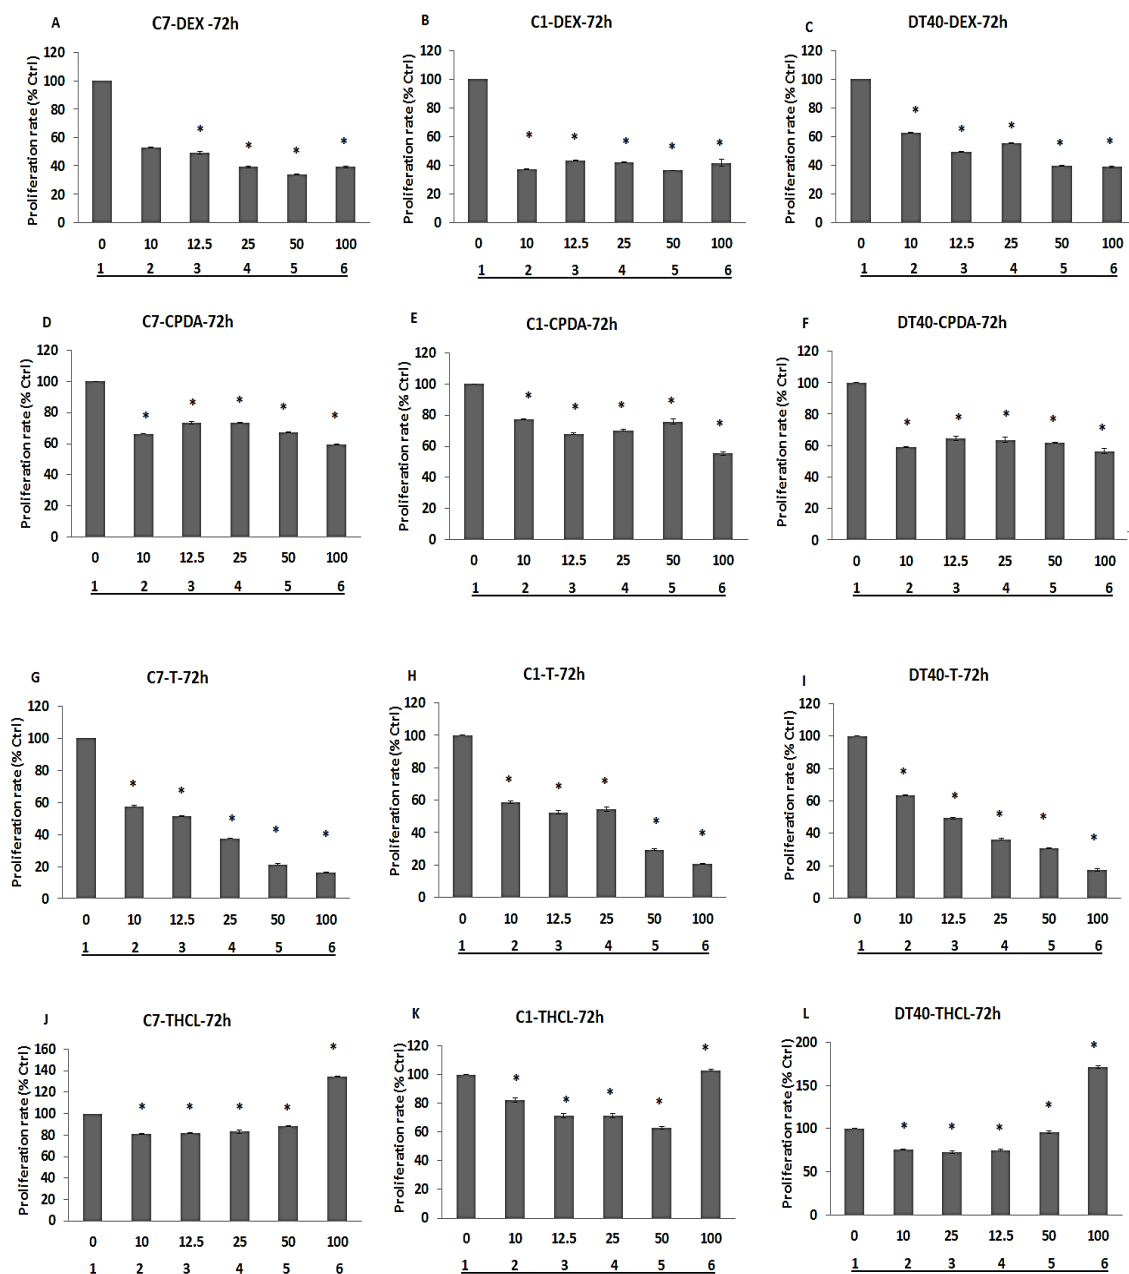 A C7-DEX -72h
Proliferation rate (% Ctrl)
120
100
80
60
40
20
0
* * * *
0 10 12.5 25 50 100
1 2 3 4 5 6
B C1-DEX-72h
Proliferation rate (% Ctrl)
120
100
80
60
40
20
0
* * * * *
0 10 12.5 25 50 100
1 2 3 4 5 6
C DT40-DEX-72h
Proliferation rate (% Ctrl)
120
100
80
60
40
20
0
* * * * *
0 10 12.5 25 50 100
1 2 3 4 5 6
D C7-CPDA-72h
Proliferation rate (% Ctrl)
120
100
80
60
40
20
0
* * * * *
0 10 12.5 25 50 100
1 2 3 4 5 6
E C1-CPDA-72h
Proliferation rate (% Ctrl)
120
100
80
60
40
20
0
* * * * *
0 10 12.5 25 50 100
1 2 3 4 5 6
F DT40-CPDA-72h
Proliferation rate (% Ctrl)
120
100
80
60
40
20
0
* * * * *
0 10 12.5 25 50 100
1 2 3 4 5 6
G C7-T-72h
Proliferation rate (% Ctrl)
120
100
80
60
40
20
0
* * * * *
0 10 12.5 25 50 100
1 2 3 4 5 6
H C1-T-72h
Proliferation rate (% Ctrl)
120
100
80
60
40
20
0
* * * * *
0 10 12.5 25 50 100
1 2 3 4 5 6
I DT40-T-72h
Proliferation rate (% Ctrl)
120
100
80
60
40
20
0
* * * * *
0 10 12.5 25 50 100
1 2 3 4 5 6
J C7-THCL-72h
Proliferation rate (% Ctrl)
160
140
120
100
80
60
40
20
0
* * * * *
0 10 12.5 25 50 100
1 2 3 4 5 6
K C1-THCL-72h
Proliferation rate (% Ctrl)
120
100
80
60
40
20
0
* * * * *
0 10 12.5 25 50 100
1 2 3 4 5 6
L DT40-THCL-72h
Proliferation rate (% Ctrl)
200
150
100
50
0
* * * * *
0 10 12.5 25 50 100
1 2 3 4 5 6